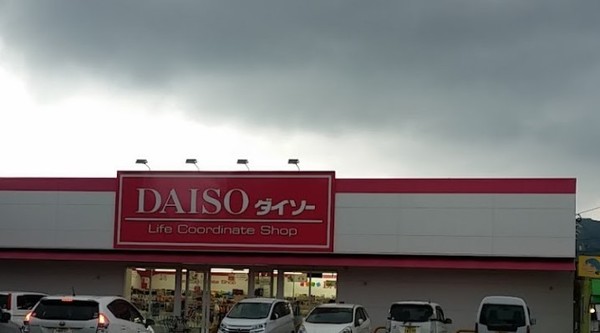 DAISO ダイソー
Life Coordinate Shop